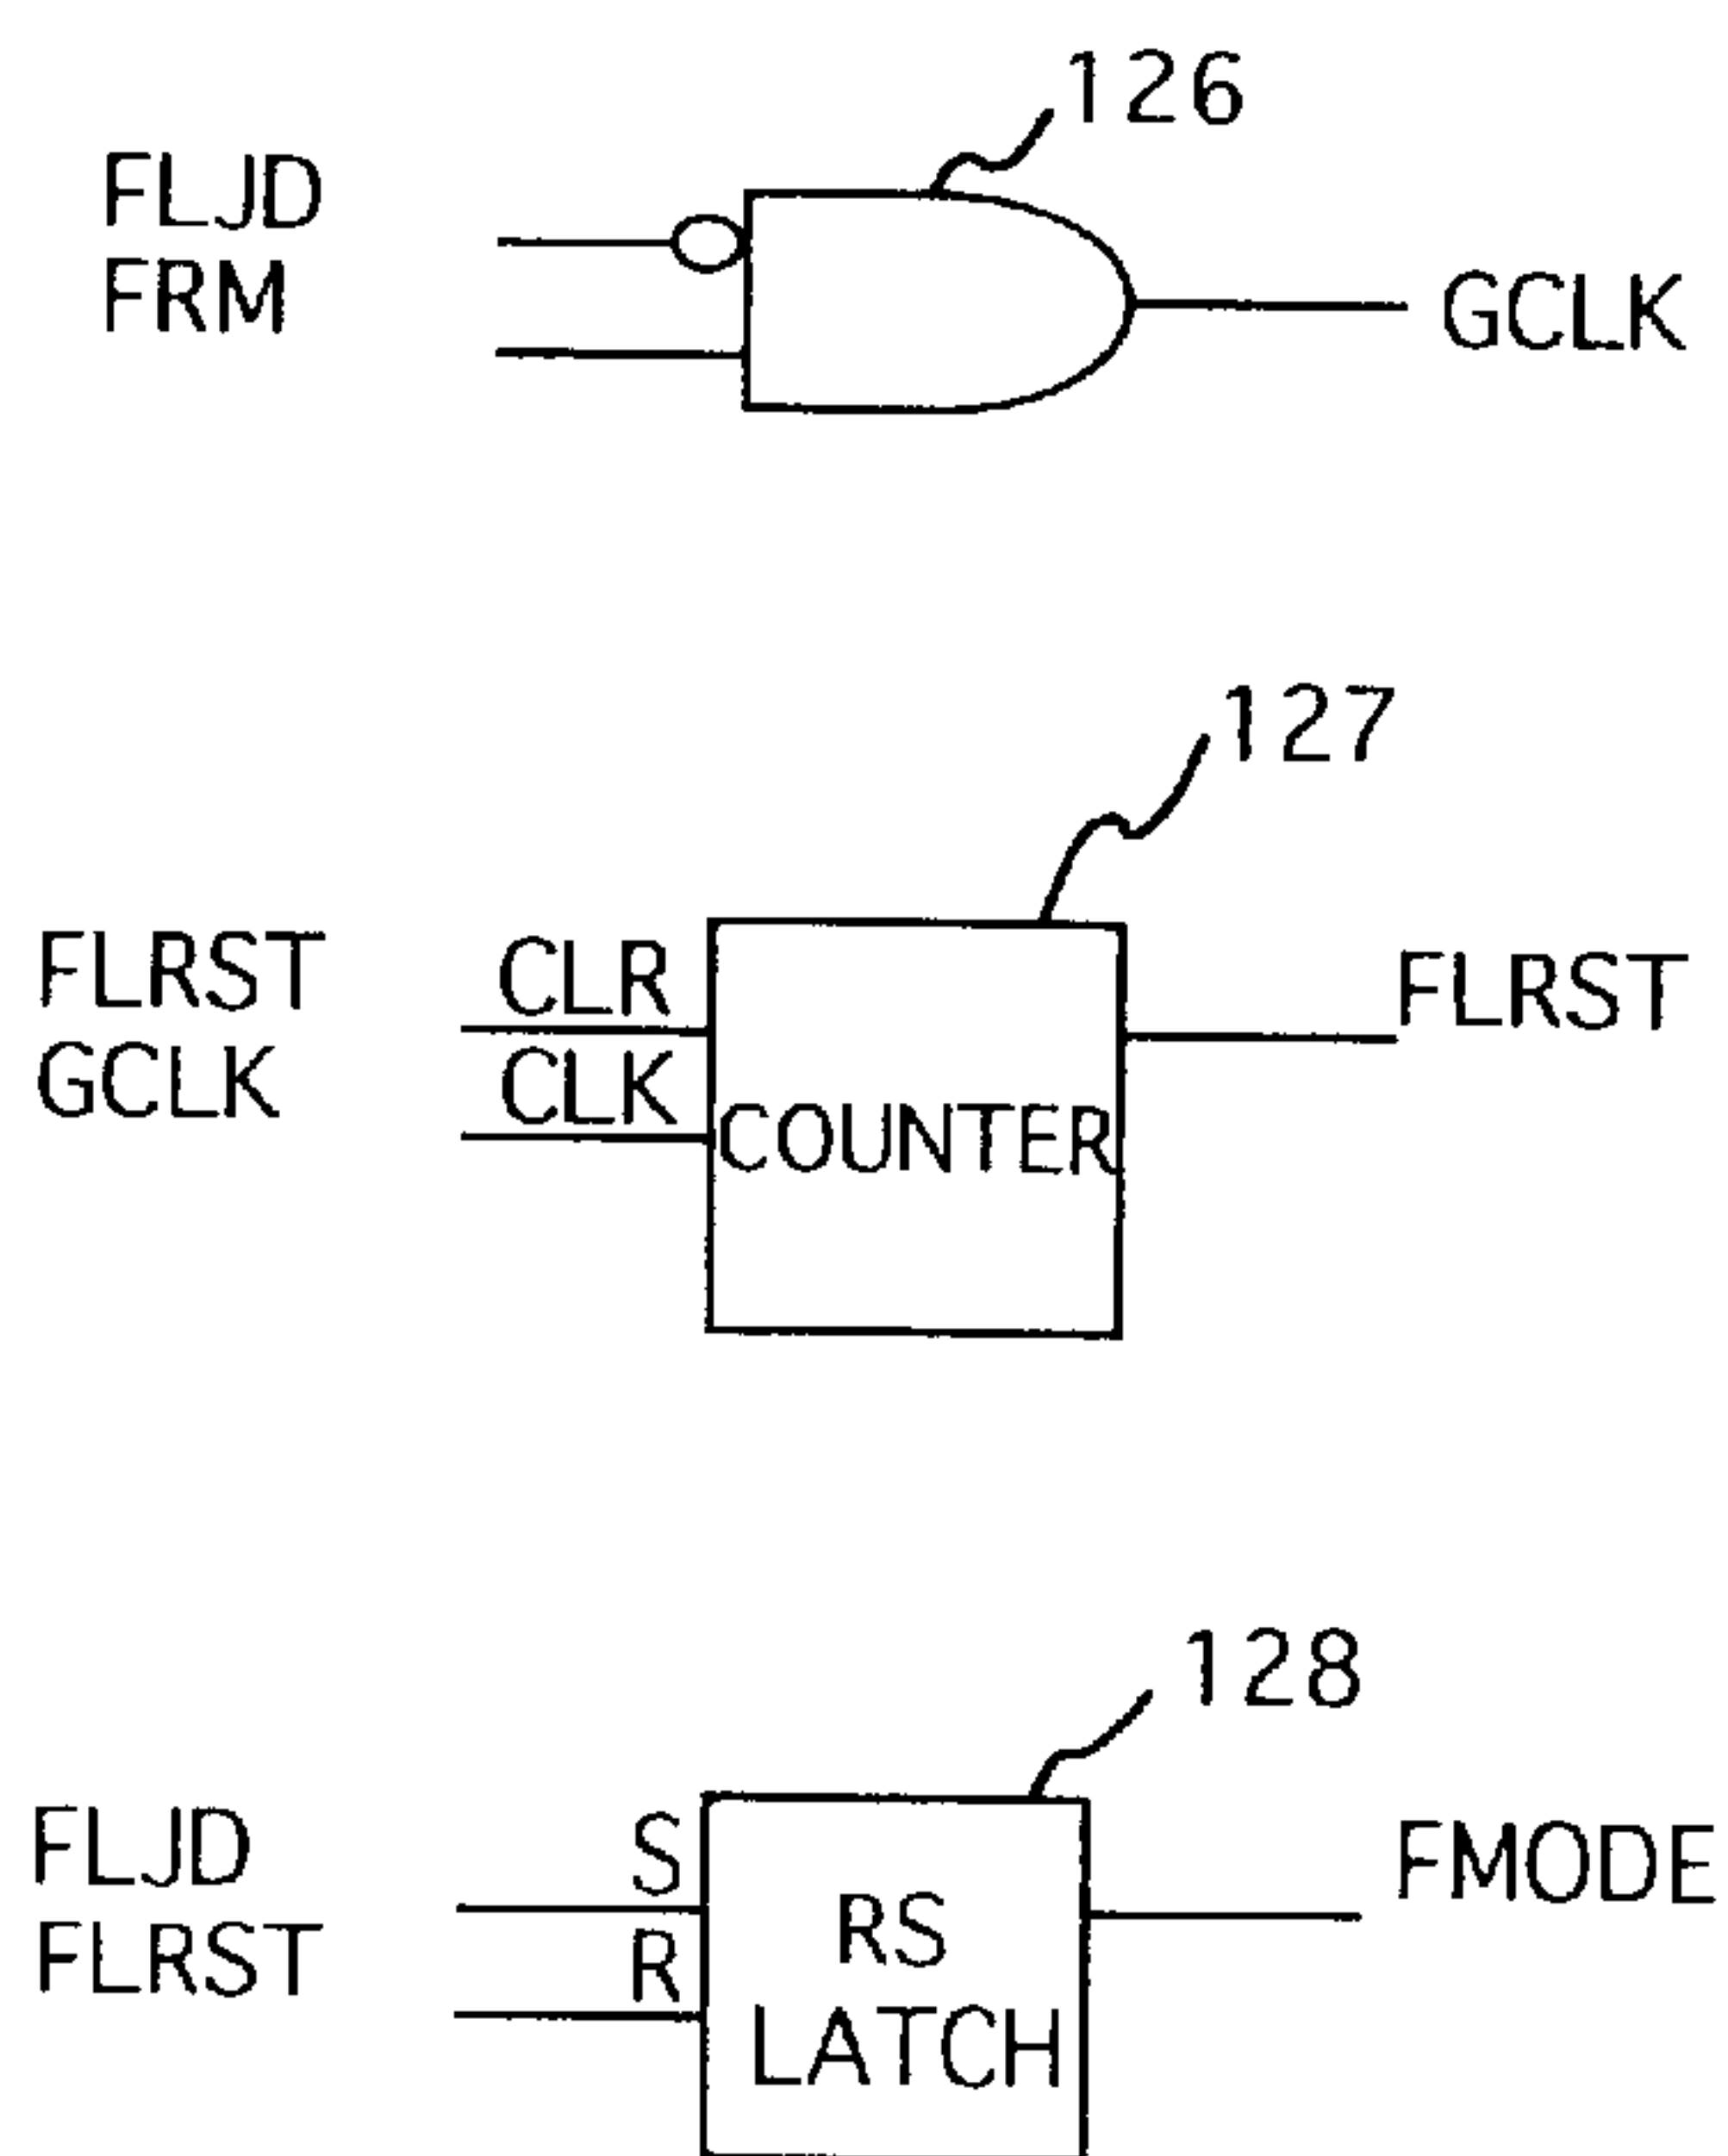 126
FLJD
FRM
GCLK
127
FLRST
CLR
FLRST
GCLK
CLK
COUNTER
128
FLJD
S
FMODE
RS
FLRST
R
LATCH